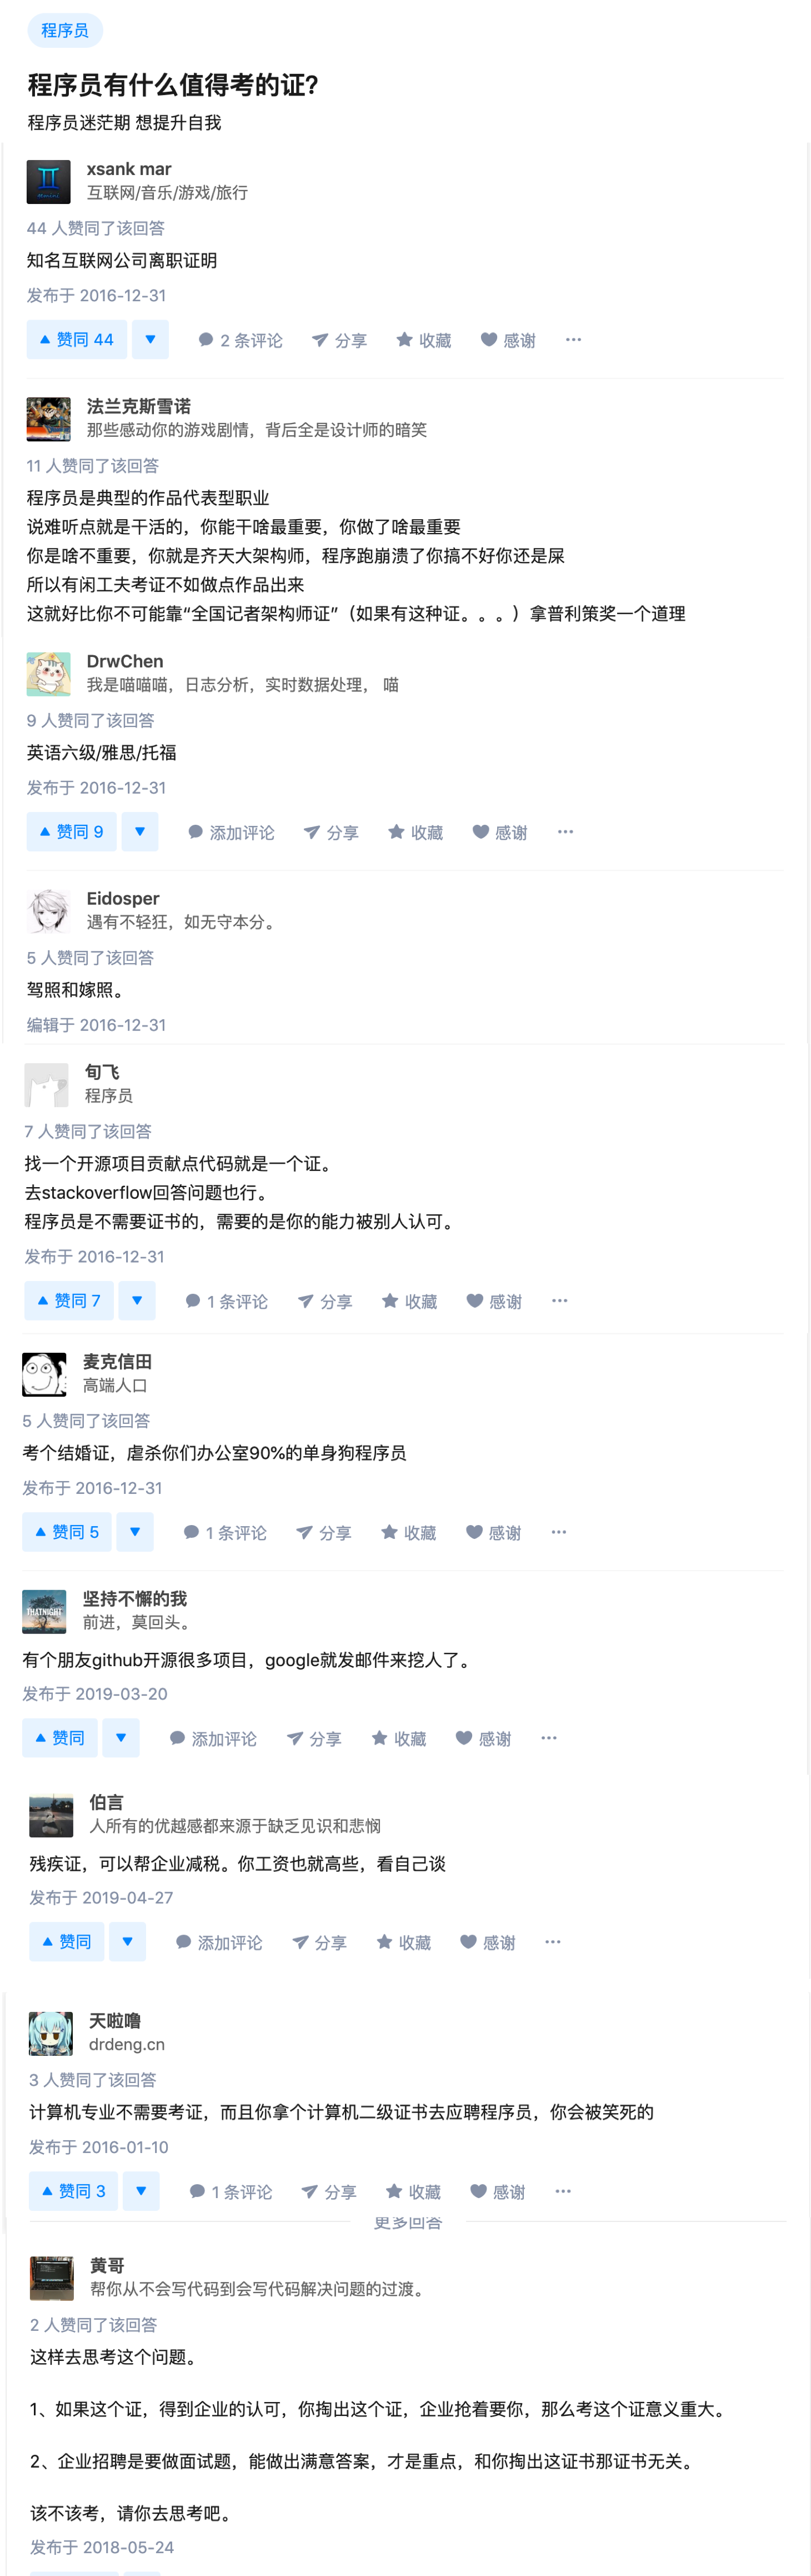 程序员
程序员有什么值得考的证?
程序员迷茫期 想提升自我
xsank mar
互联网/音乐/游戏/旅行
44 人赞同了该回答
知名互联网公司离职证明
发布于 2016-12-31
赞同 44 2 条评论 分享 收藏 感谢 ···
法兰克斯雪诺
那些感动你的游戏剧情，背后全是设计师的暗笑
11 人赞同了该回答
程序员是典型的作品代表型职业
说难听点就是干活的，你能干啥最重要，你做了啥最重要
你是啥不重要，你就是齐天大架构师，程序跑崩溃了你搞不好你还是屎
所以有闲工夫考证不如做点作品出来
这就好比你不可能靠“全国记者架构师证”（如果有这种证。。。）拿普利策奖一个道理
DrwChen
我是喵喵喵，日志分析，实时数据处理， 喵
9 人赞同了该回答
英语六级/雅思/托福
发布于 2016-12-31
赞同 9 添加评论 分享 收藏 感谢 ···
Eidosper
遇有不轻狂，如无守本分。
5 人赞同了该回答
驾照和嫁照。
编辑于 2016-12-31
旬飞
程序员
7 人赞同了该回答
找一个开源项目贡献点代码就是一个证。
去stackoverflow回答问题也行。
程序员是不需要证书的，需要的是你的能力被别人认可。
发布于 2016-12-31
赞同 7 1 条评论 分享 收藏 感谢 ···
麦克信田
高端人口
5 人赞同了该回答
考个结婚证，虐杀你们办公室90%的单身狗程序员
发布于 2016-12-31
赞同 5 1 条评论 分享 收藏 感谢 ···
THATNIGHT
坚持不懈的我
前进，莫回头。
有个朋友github开源很多项目，google就发邮件来挖人了。
发布于 2019-03-20
赞同 添加评论 分享 收藏 感谢 ···
伯言
人所有的优越感都来源于缺乏见识和悲悯
残疾证，可以帮企业减税。你工资也就高些，看自己谈
发布于 2019-04-27
赞同 添加评论 分享 收藏 感谢 ···
天啦噜
drdeng.cn
3 人赞同了该回答
计算机专业不需要考证，而且你拿个计算机二级证书去应聘程序员，你会被笑死的
发布于 2016-01-10
赞同 3 1 条评论 分享 收藏 感谢 ···
更多回答
黄哥
帮你从不会写代码到会写代码解决问题的过渡。
2 人赞同了该回答
这样去思考这个问题。
1、如果这个证，得到企业的认可，你掏出这个证，企业抢着要你，那么考这个证意义重大。
2、企业招聘是要做面试题，能做出满意答案，才是重点，和你掏出这证书那证书无关。
该不该考，请你去思考吧。
发布于 2018-05-24